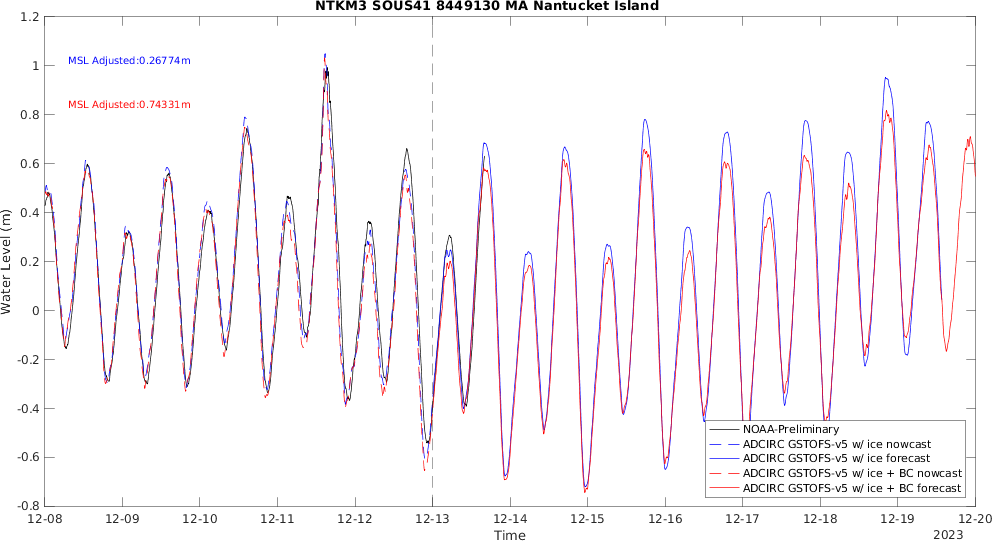 NTKM3 SOUS41 8449130 MA Nantucket Island
1.2
1
0.8
0.6
0.4
0.2
0
-0.2
-0.4
-0.6
-0.8
Water Level (m)
MSL Adjusted:0.26774m
MSL Adjusted:0.74331m
NOAA-Preliminary
ADCIRC GSTOFS-v5 w/ ice nowcast
ADCIRC GSTOFS-v5 w/ ice forecast
ADCIRC GSTOFS-v5 w/ ice + BC nowcast
ADCIRC GSTOFS-v5 w/ ice + BC forecast
12-08 12-09 12-10 12-11 12-12 12-13 12-14 12-15 12-16 12-17 12-18 12-19 12-20
Time
2023